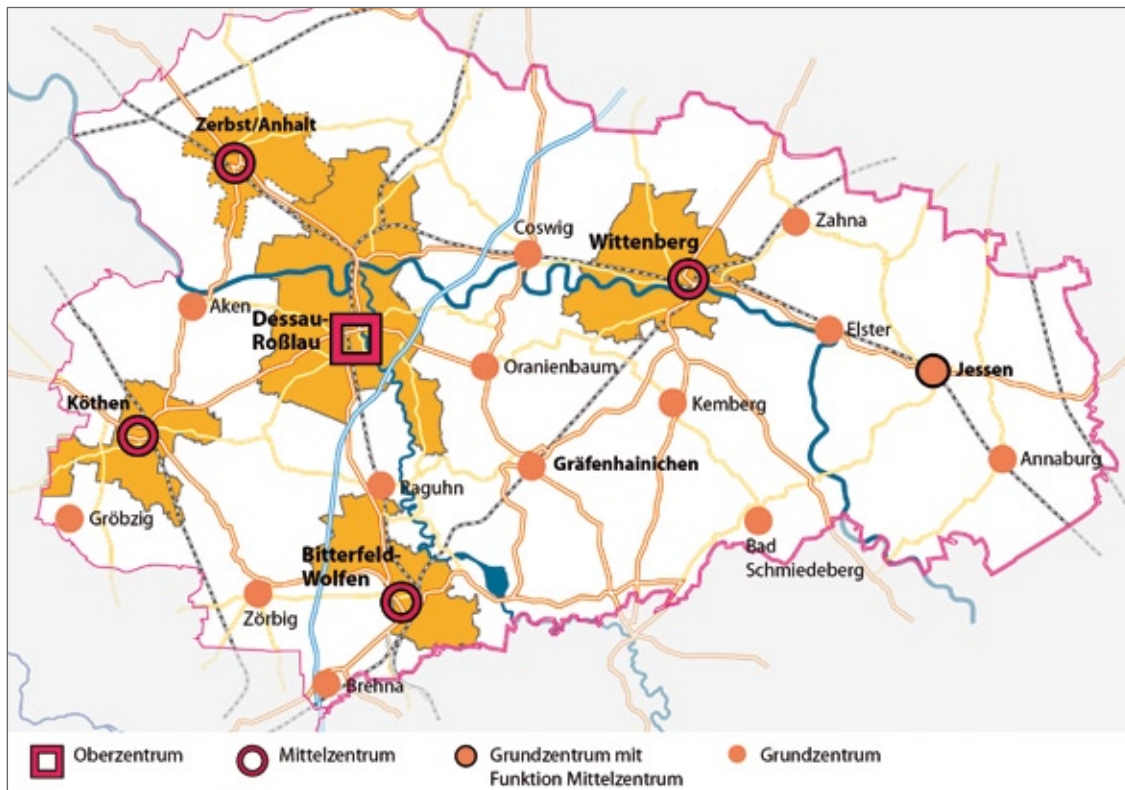 Zerbst/Anhalt
Coswig
Wittenberg
Zahna
Aken
Dessau-
Roßlau
Elster
Oranienbaum
Jessen
Köthen
Kemberg
Gräfenhainichen
Annaburg
Raguhn
Gröbzig
Bitterfeld-
Wolfen
Bad
Schmiedeberg
Zörbig
Brehna
Oberzentrum
Mittelzentrum
Grundzentrum mit
Funktion Mittelzentrum
Grundzentrum